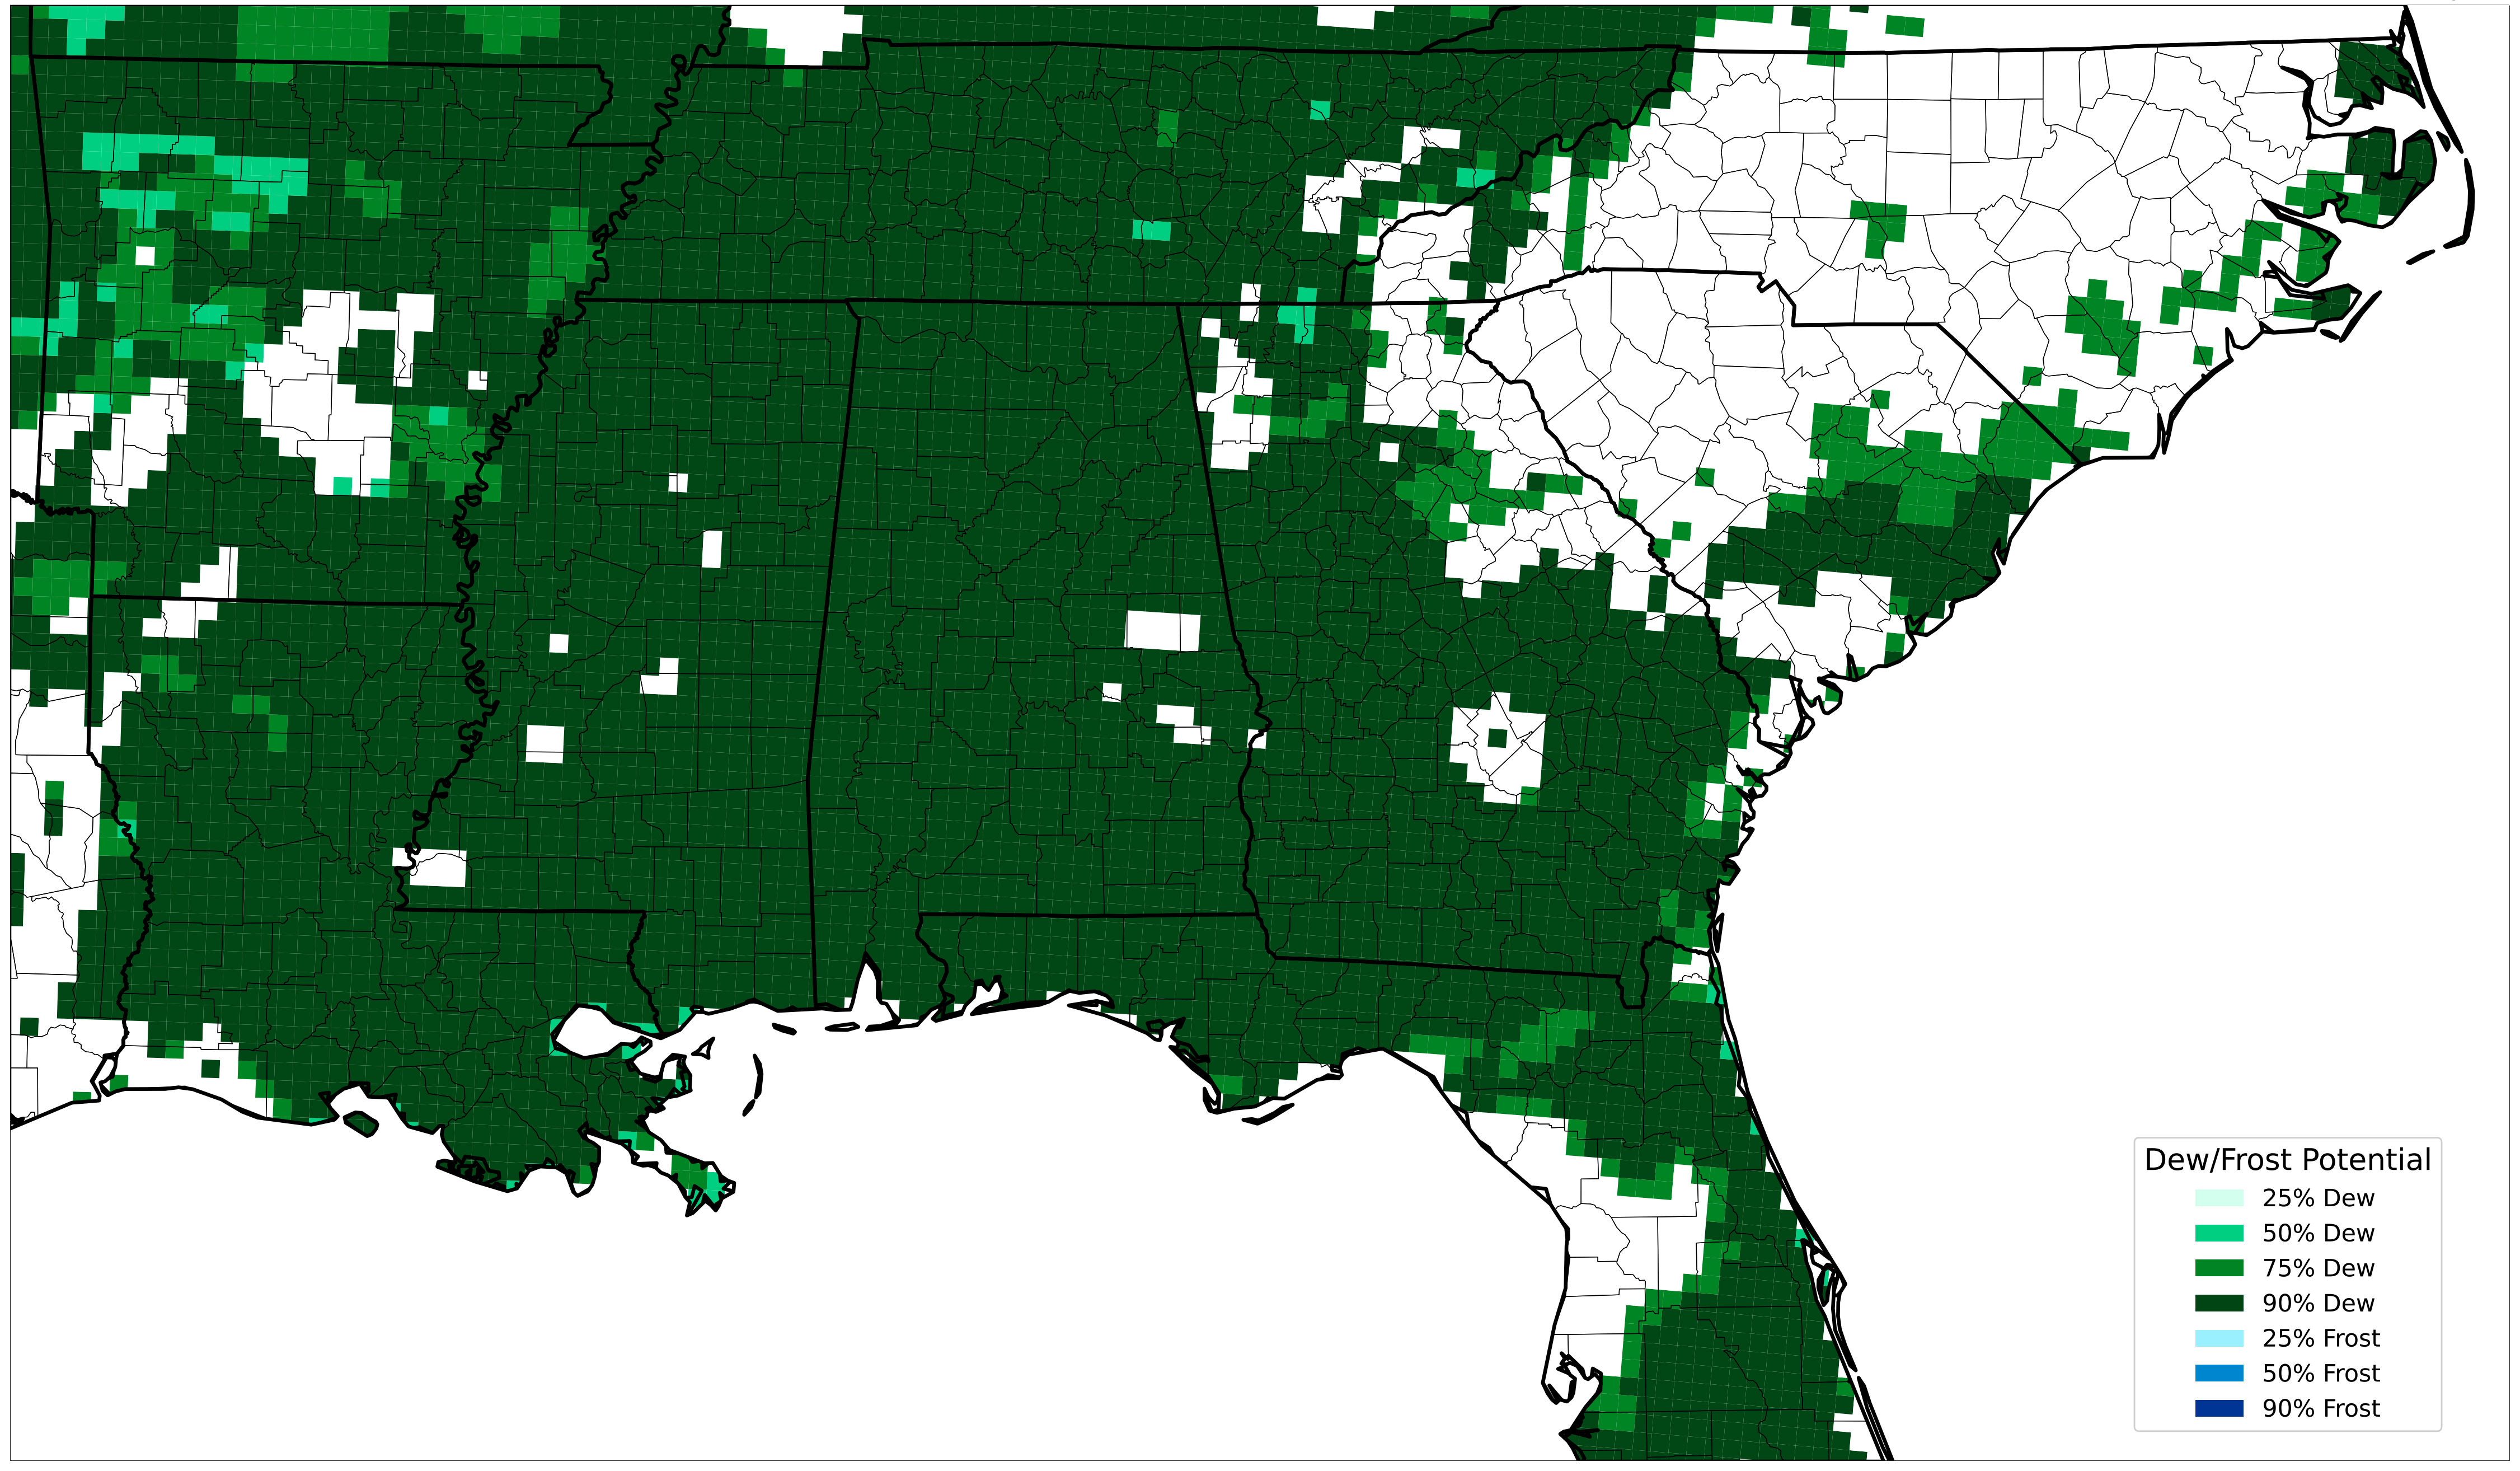 Dew/Frost Potential
25% Dew
50% Dew
75% Dew
90% Dew
25% Frost
50% Frost
90% Frost